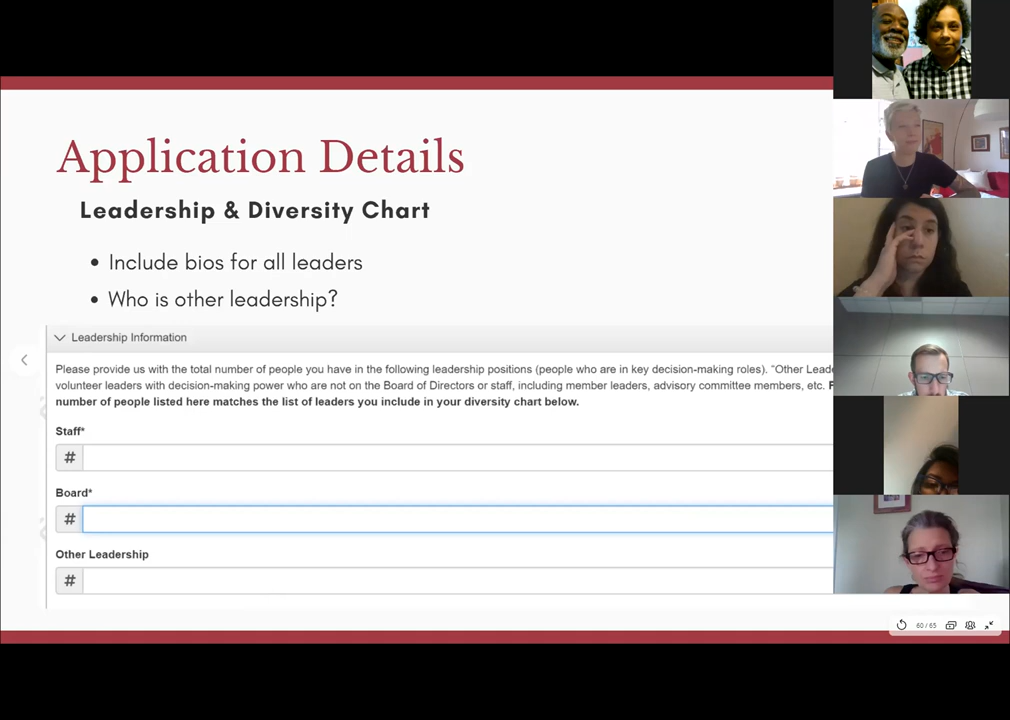 Application Details
Leadership & Diversity Chart
• Include bios for all leaders
• Who is other leadership?
Leadership Information
Please provide us with the total number of people you have in the following leadership positions (people who are in key decision-making roles). "Other
volunteer leaders with decision-making power who are not on the Board of Directors or staff, including member leaders, advisory committee members, etc.
number of people listed here matches the list of leaders you include in your diversity chart below.
Staff*
#
Board*
#
Other Leadership
#
60 / 65